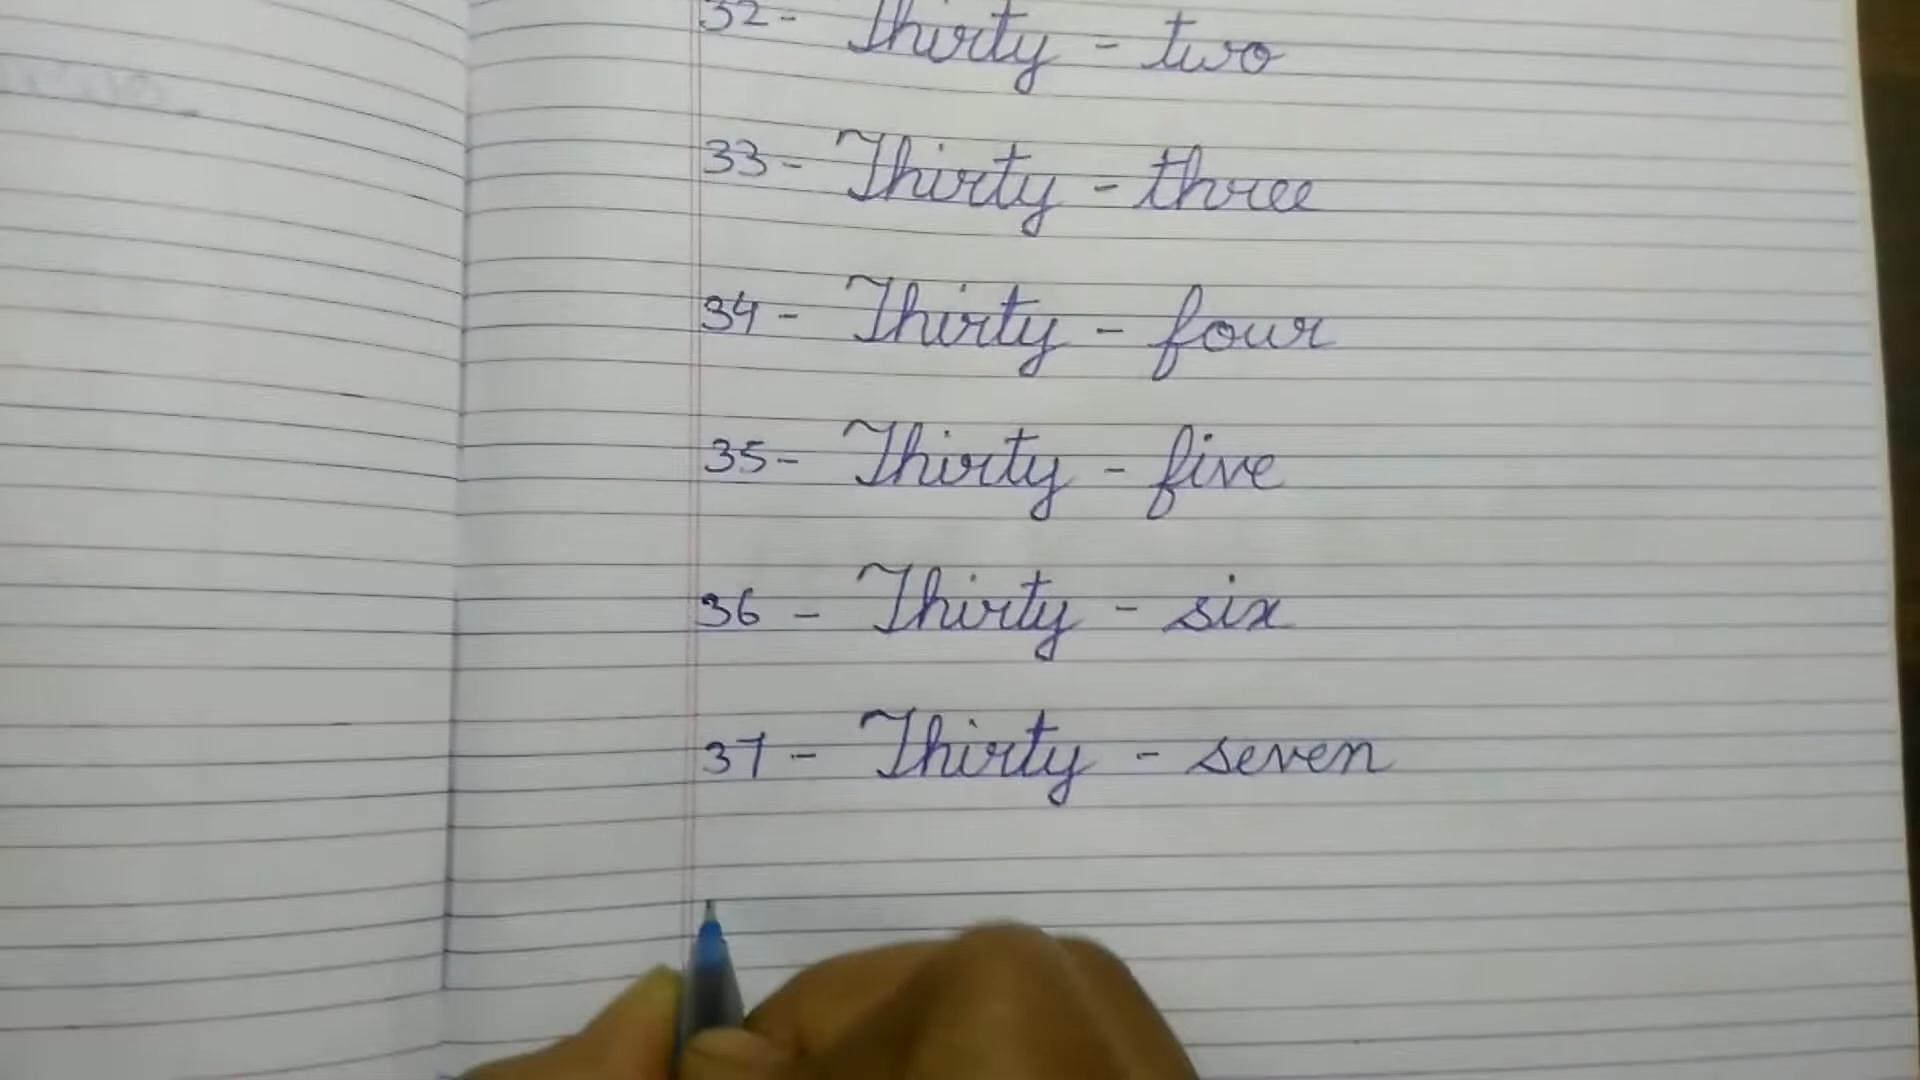 32 - Thirty - two
33 - Thirty - three
34 - Thirty - four
35 - Thirty - five
36 - Thirty - six
37 - Thirty - seven